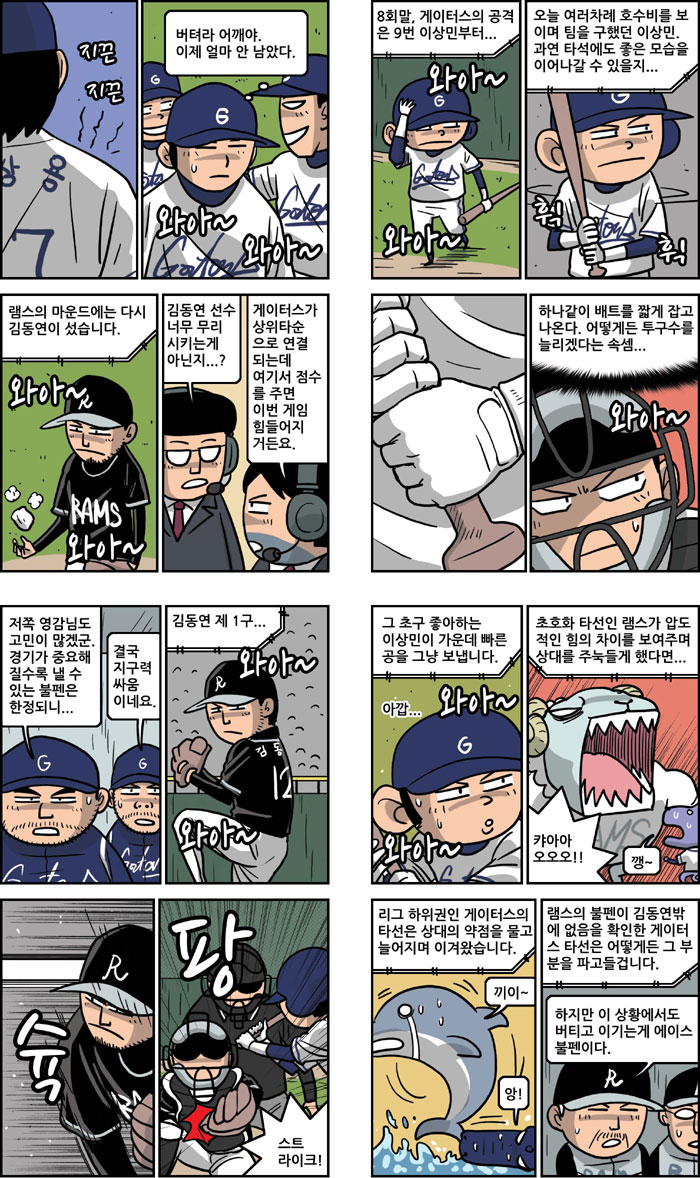 지끈
지끈
상용
7
버텨라 어깨야.
이제 얼마 안 남았다.
G
와아~
와아~
Gators
Gators
램스의 마운드에는 다시
김동연이 섰습니다.
와아~
RAMS
와아~
김동연 선수
너무 무리
시키는게
아닌지...?
게이터스가
상위타순
으로 연결
되는데
여기서 점수
를 주면
이번 게임
힘들어지
거든요.
8회말, 게이터스의 공격
은 9번 이상민부터...
와아~
G
Gators
와아~
오늘 여러차례 호수비를 보
이며 팀을 구했던 이상민.
과연 타석에도 좋은 모습을
이어나갈 수 있을지...
G
휙
휙
하나같이 배트를 짧게 잡고
나온다. 어떻게든 투구수를
늘리겠다는 속셈...
와아~
저쪽 영감님도
고민이 많겠군.
경기가 중요해
질수록 낼 수
있는 불펜은
한정되니...
결국
지구력
싸움
이네요.
G
G
Gators
김동연 제 1구...
와아~
R
김동
12
와아~
R
슉
RAMS
팡
스트
라이크!
그 초구 좋아하는
이상민이 가운데 빠른
공을 그냥 보냅니다.
아깝...
와아~
G
와아~
초호화 타선인 램스가 압도
적인 힘의 차이를 보여주며
상대를 주눅들게 했다면...
RAMS
캬아아
오오오!!
깽~
리그 하위권인 게이터스의
타선은 상대의 약점을 물고
늘어지며 이겨왔습니다.
끼이~
앙!
램스의 불펜이 김동연밖
에 없음을 확인한 게이터
스 타선은 어떻게든 그 부
분을 파고들겁니다.
하지만 이 상황에서도
버티고 이기는게 에이스
불펜이다.
R